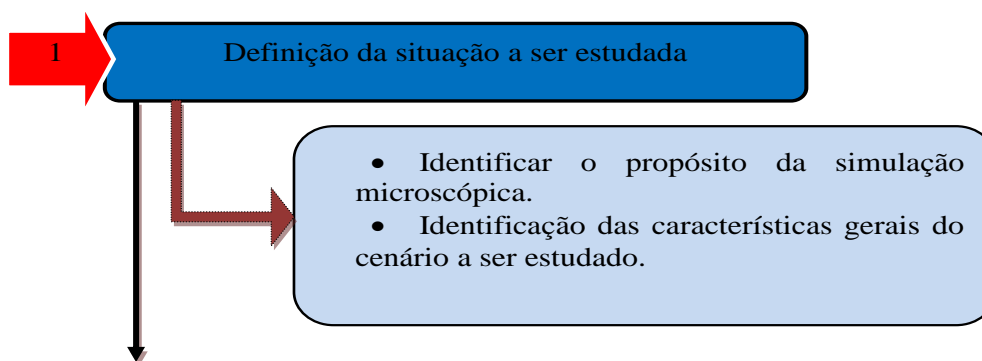 1
Definição da situação a ser estudada
• Identificar o propósito da simulação
microscópica.
• Identificação das características gerais do
cenário a ser estudado.